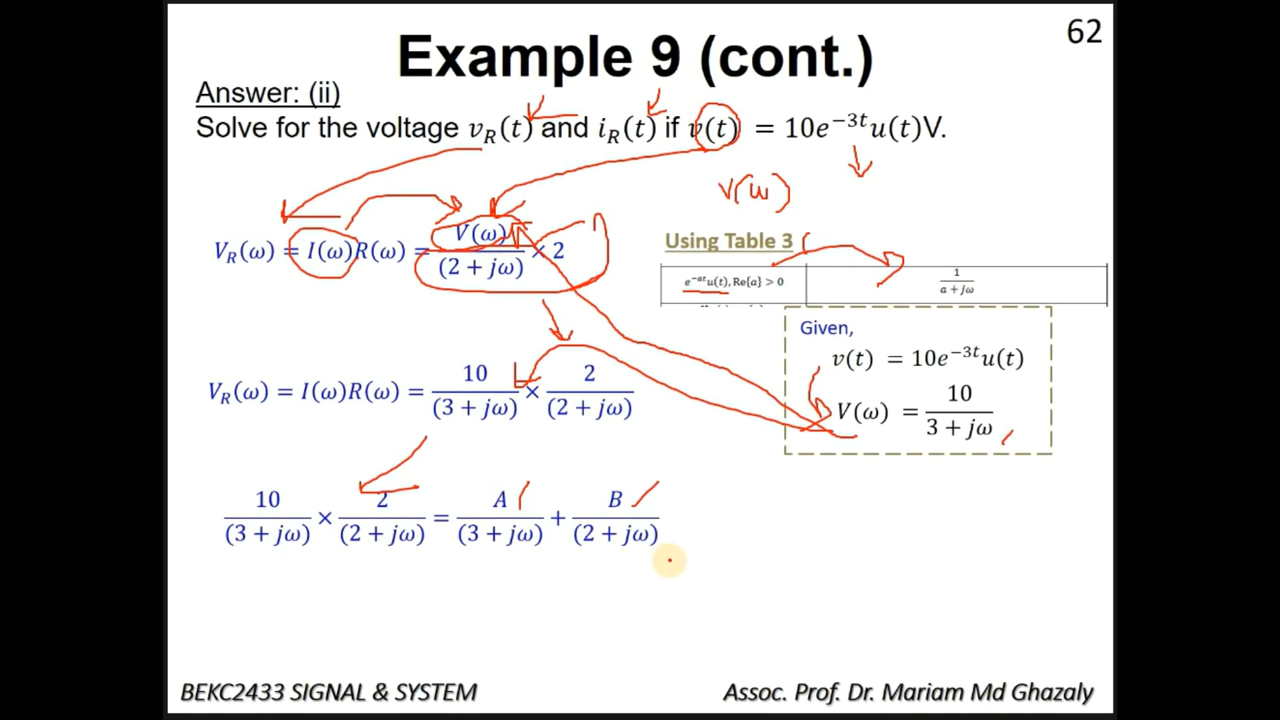 62
Example 9 (cont.)
Answer: (ii)
Solve for the voltage v_R(t) and i_R(t) if v(t) = 10e^{−3t}u(t)V.
V(ω)
V_R(ω) = I(ω)R(ω) = V(ω)/(2 + jω) × 2
Using Table 3
e^{−at}u(t), Re{a} > 0 1/(a + jω)
Given,
v(t) = 10e^{−3t}u(t)
V(ω) = 10/(3 + jω)
V_R(ω) = I(ω)R(ω) = 10/(3 + jω) × 2/(2 + jω)
10/(3 + jω) × 2/(2 + jω) = A/(3 + jω) + B/(2 + jω)
BEKC2433 SIGNAL & SYSTEM
Assoc. Prof. Dr. Mariam Md Ghazaly